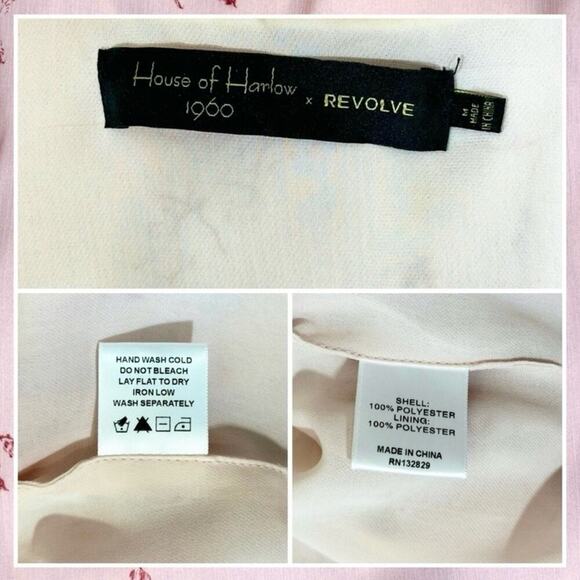 House of Harlow
1960
x REVOLVE
M
MADE
IN CHINA
HAND WASH COLD
DO NOT BLEACH
LAY FLAT TO DRY
IRON LOW
WASH SEPARATELY
SHELL:
100% POLYESTER
LINING:
100% POLYESTER
MADE IN CHINA
RN132829